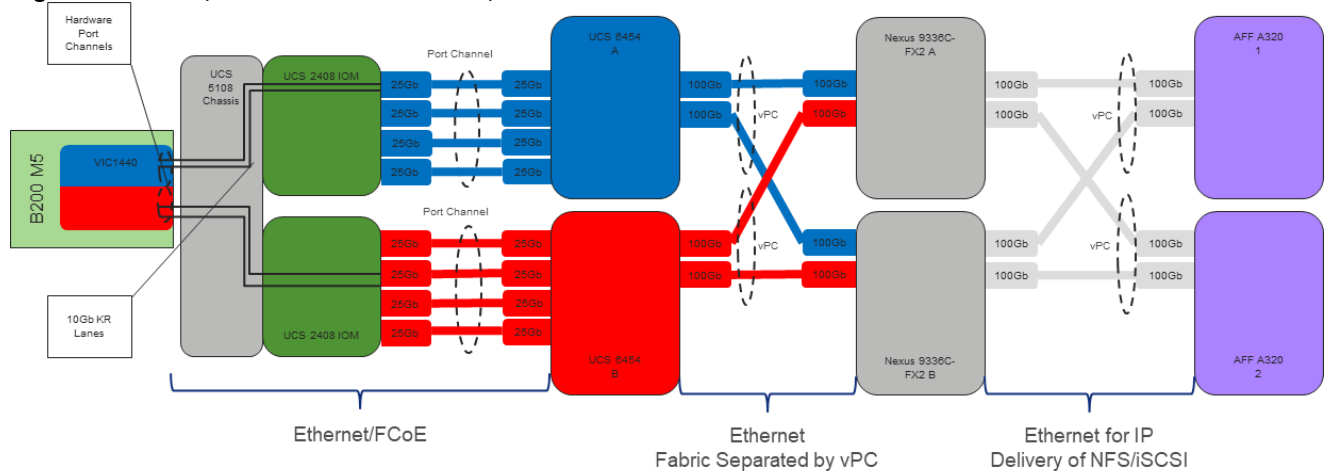 Hardware
Port
Channels
B200 M5
VIC1440
10Gb KR
Lanes
UCS
5108
Chassis
UCS 2408 IOM
UCS 2408 IOM
25Gb
25Gb
25Gb
25Gb
Port Channel
25Gb
25Gb
25Gb
25Gb
25Gb
25Gb
25Gb
25Gb
Port Channel
25Gb
25Gb
25Gb
25Gb
UCS 6454
A
UCS 6454
B
100Gb
100Gb
vPC
100Gb
100Gb
100Gb
100Gb
vPC
100Gb
100Gb
Nexus 9336C-
FX2 A
Nexus 9336C-
FX2 B
100Gb
100Gb
vPC
100Gb
100Gb
100Gb
100Gb
vPC
100Gb
100Gb
AFF A320
1
AFF A320
2
Ethernet/FCoE
Ethernet
Fabric Separated by vPC
Ethernet for IP
Delivery of NFS/iSCSI